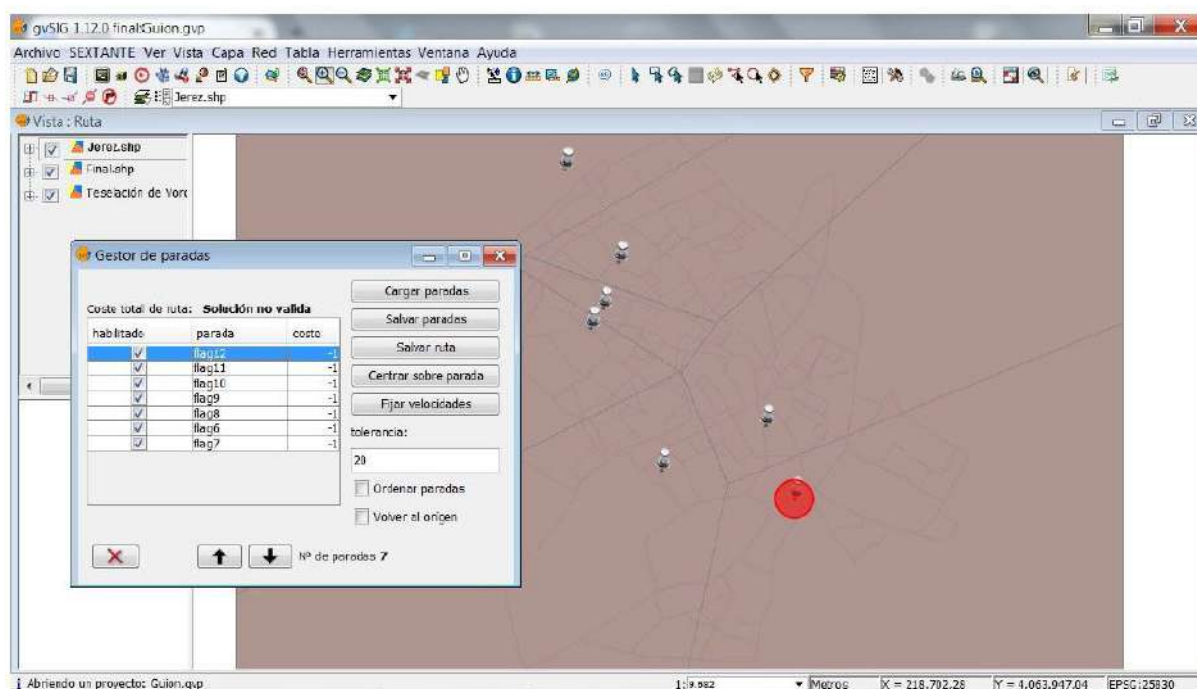 gvSIG 1.12.0 final:Guion.gvp
Archivo SEXTANTE Ver Vista Capa Red Tabla Herramientas Ventana Ayuda
Jerez.shp
Vista : Ruta
Jerez.shp
Final.shp
Teselación de Voro
Gestor de paradas
Coste total de ruta: Solución no valida
habilitado parada costo
flag12 -1
flag11 -1
flag10 -1
flag9 -1
flag8 -1
flag6 -1
flag7 -1
Cargar paradas
Salvar paradas
Salvar ruta
Centrar sobre parada
Fijar velocidades
tolerancia:
20
Ordenar paradas
Volver al origen
Nº de paradas 7
Abriendo un proyecto: Guion.gvp
1:9.682 Metros X = 218.702,28 Y = 4.063.947,04 EPSG:25830